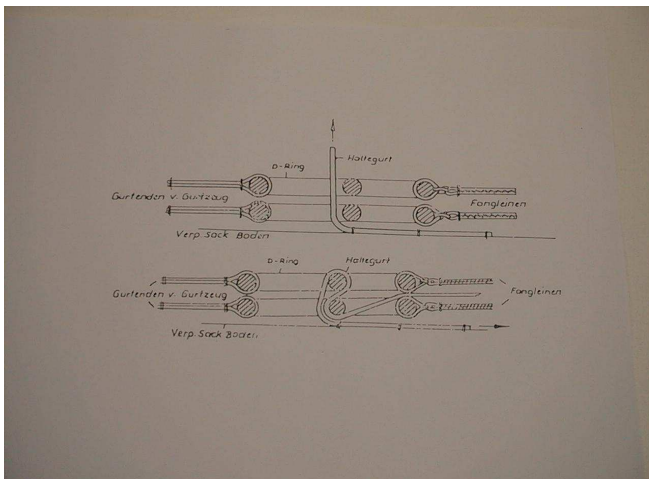 Haltegurt
D-Ring
Gurtenden v. Gurtzeug
Fangleinen
Verp. Sack Boden
D-Ring
Haltegurt
Gurtenden v. Gurtzeug
Fangleinen
Verp. Sack Boden